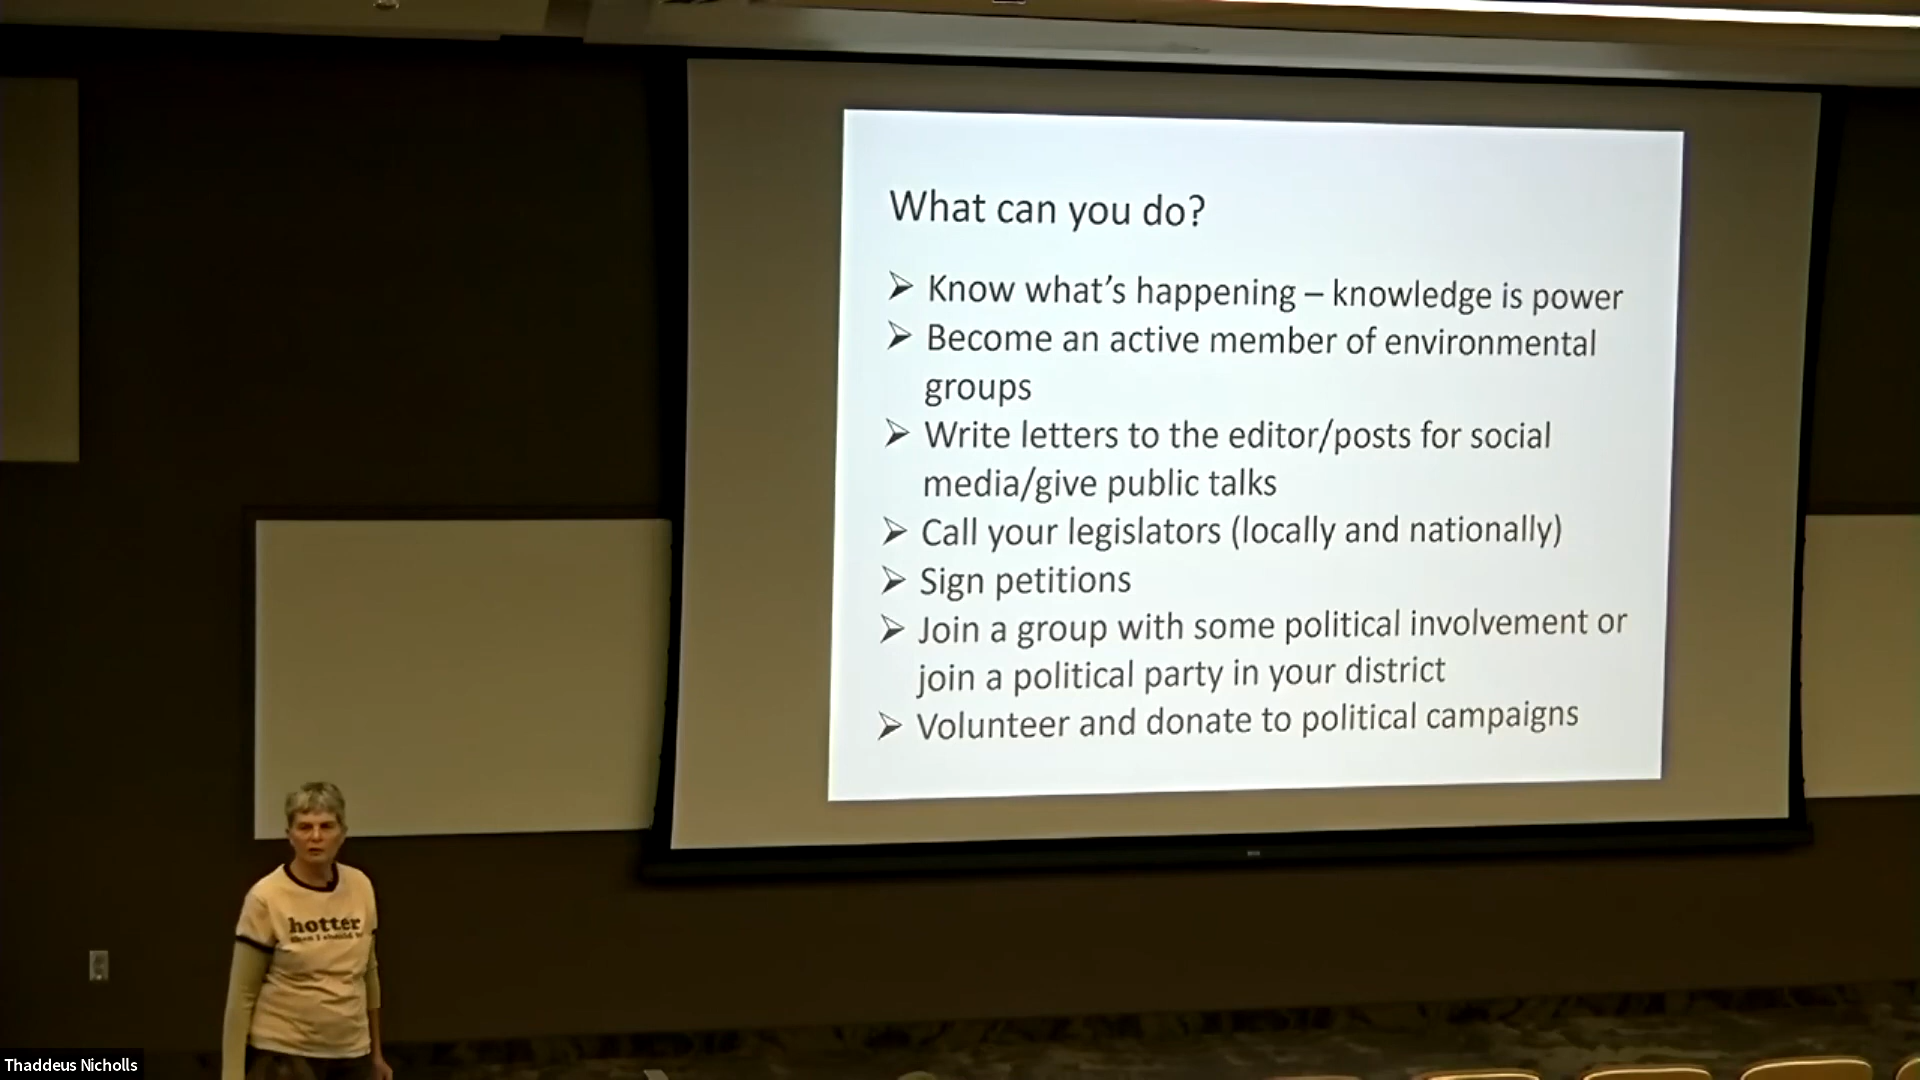 What can you do?
➢ Know what's happening – knowledge is power
➢ Become an active member of environmental
groups
➢ Write letters to the editor/posts for social
media/give public talks
➢ Call your legislators (locally and nationally)
➢ Sign petitions
➢ Join a group with some political involvement or
join a political party in your district
➢ Volunteer and donate to political campaigns
hotter
than I should be
Thaddeus Nicholls